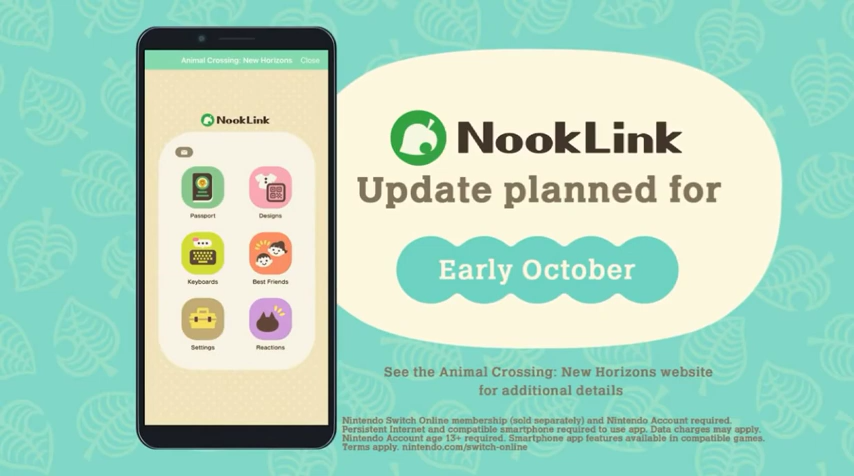 Animal Crossing: New Horizons Close
NookLink
Passport Designs
Keyboards Best Friends
Settings Reactions
NookLink
Update planned for
Early October
See the Animal Crossing: New Horizons website
for additional details
Nintendo Switch Online membership (sold separately) and Nintendo Account required.
Persistent Internet and compatible smartphone required to use app. Data charges may apply.
Nintendo Account age 13+ required. Smartphone app features available in compatible games.
Terms apply. nintendo.com/switch-online